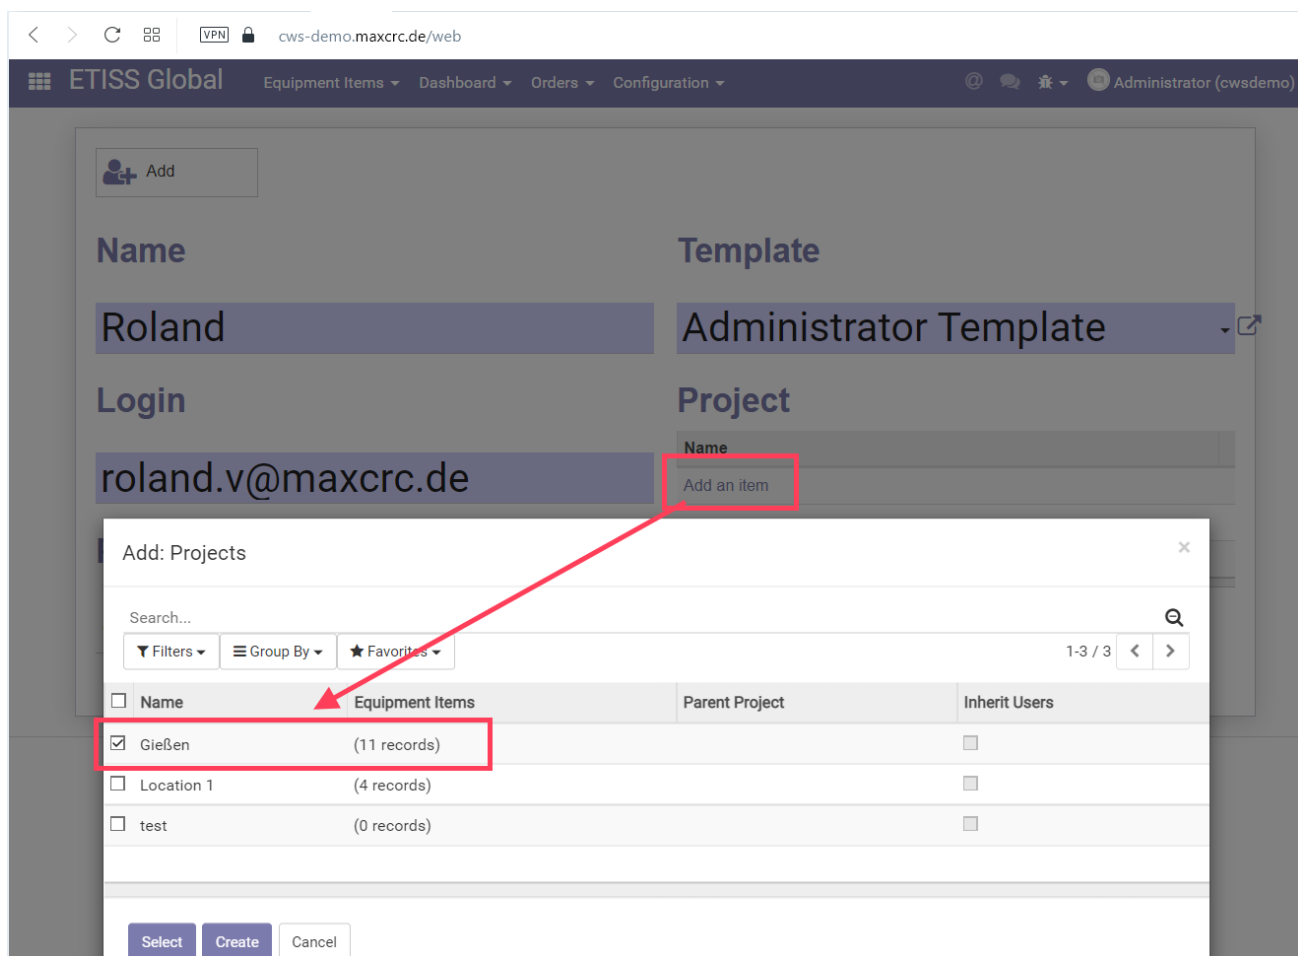 VPN cws-demo.maxcrc.de/web
ETISS Global Equipment Items Dashboard Orders Configuration @ Administrator (cwsdemo)
Add
Name Template
Roland Administrator Template
Login Project
Name
roland.v@maxcrc.de Add an item
Add: Projects ×
Search...
Filters Group By Favorites 1-3 / 3
Name Equipment Items Parent Project Inherit Users
Gießen (11 records)
Location 1 (4 records)
test (0 records)
Select Create Cancel